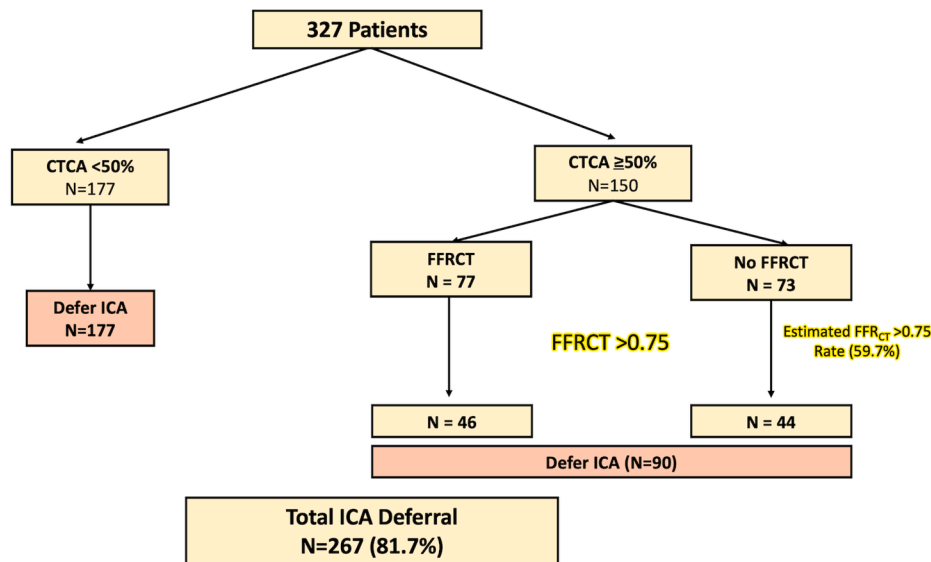 327 Patients
CTCA <50%
N=177
CTCA ≧50%
N=150
FFRCT
N = 77
No FFRCT
N = 73
Defer ICA
N=177
FFRCT >0.75
Estimated FFRCT >0.75
Rate (59.7%)
N = 46
N = 44
Defer ICA (N=90)
Total ICA Deferral
N=267 (81.7%)